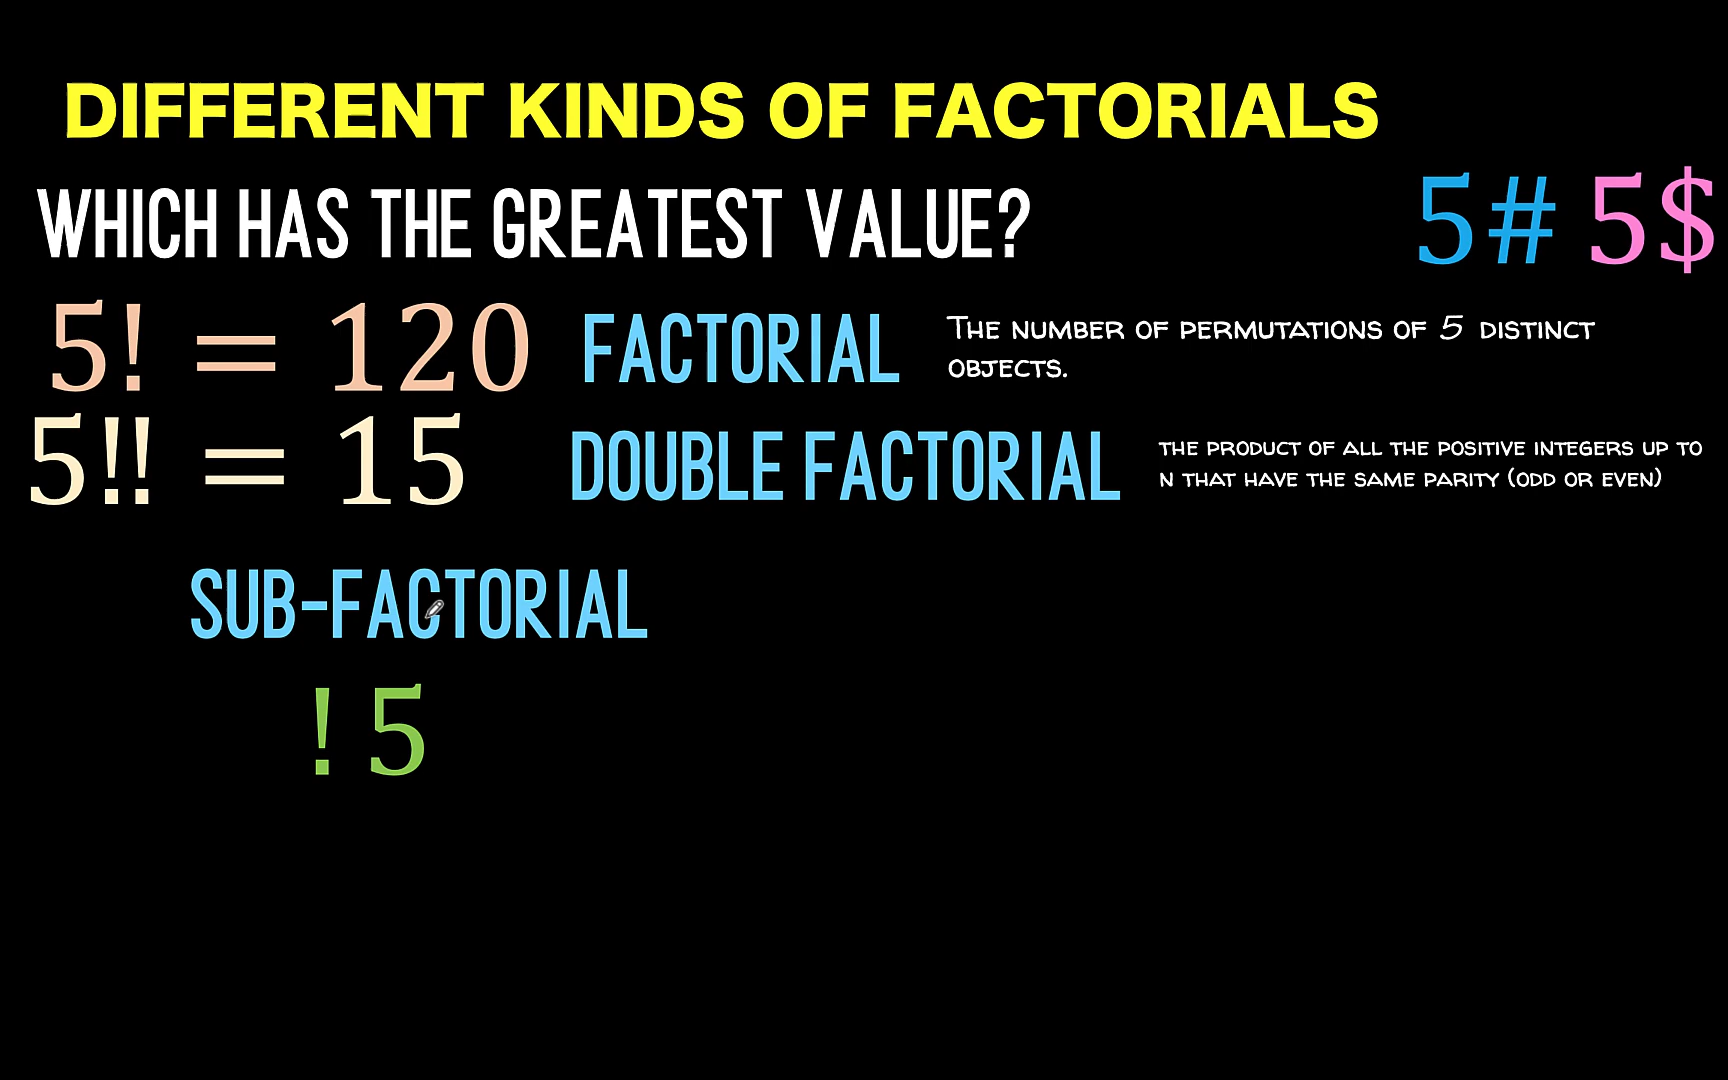 DIFFERENT KINDS OF FACTORIALS
WHICH HAS THE GREATEST VALUE?
5# 5$
5! = 120
FACTORIAL
THE NUMBER OF PERMUTATIONS OF 5 DISTINCT
OBJECTS.
5!! = 15
DOUBLE FACTORIAL
THE PRODUCT OF ALL THE POSITIVE INTEGERS UP TO
N THAT HAVE THE SAME PARITY (ODD OR EVEN)
SUB-FACTORIAL
! 5